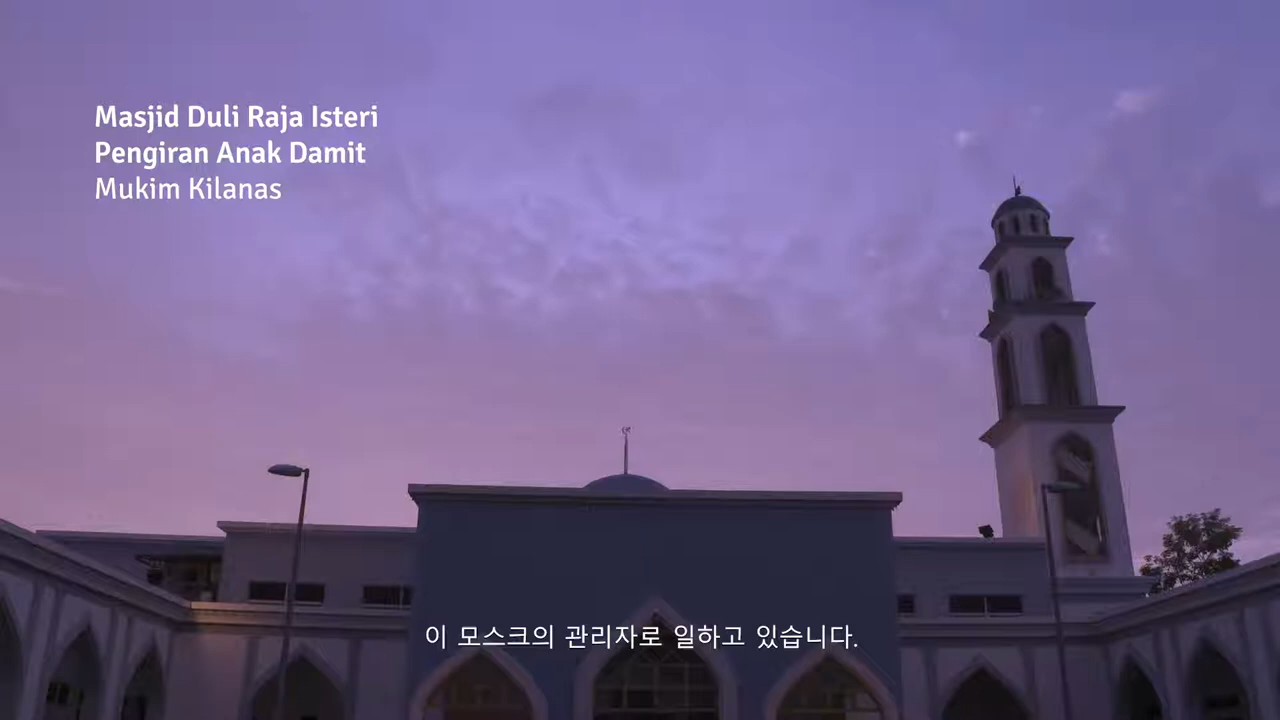 Masjid Duli Raja Isteri
Pengiran Anak Damit
Mukim Kilanas
이 모스크의 관리자로 일하고 있습니다.